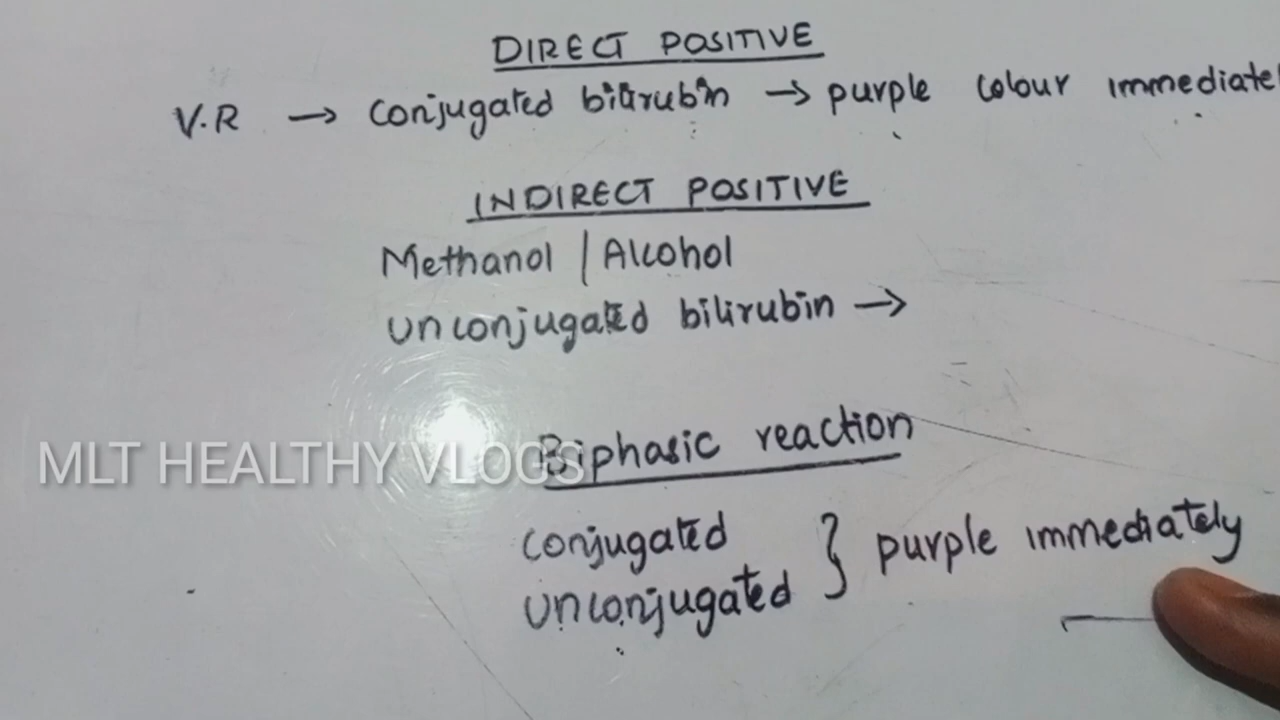 DIRECT POSITIVE
V.R → conjugated bilirubin → purple colour immediatel
INDIRECT POSITIVE
Methanol / Alcohol
unconjugated bilirubin →
MLT HEALTHY VLOGS
Biphasic reaction
conjugated
unconjugated } purple immediately